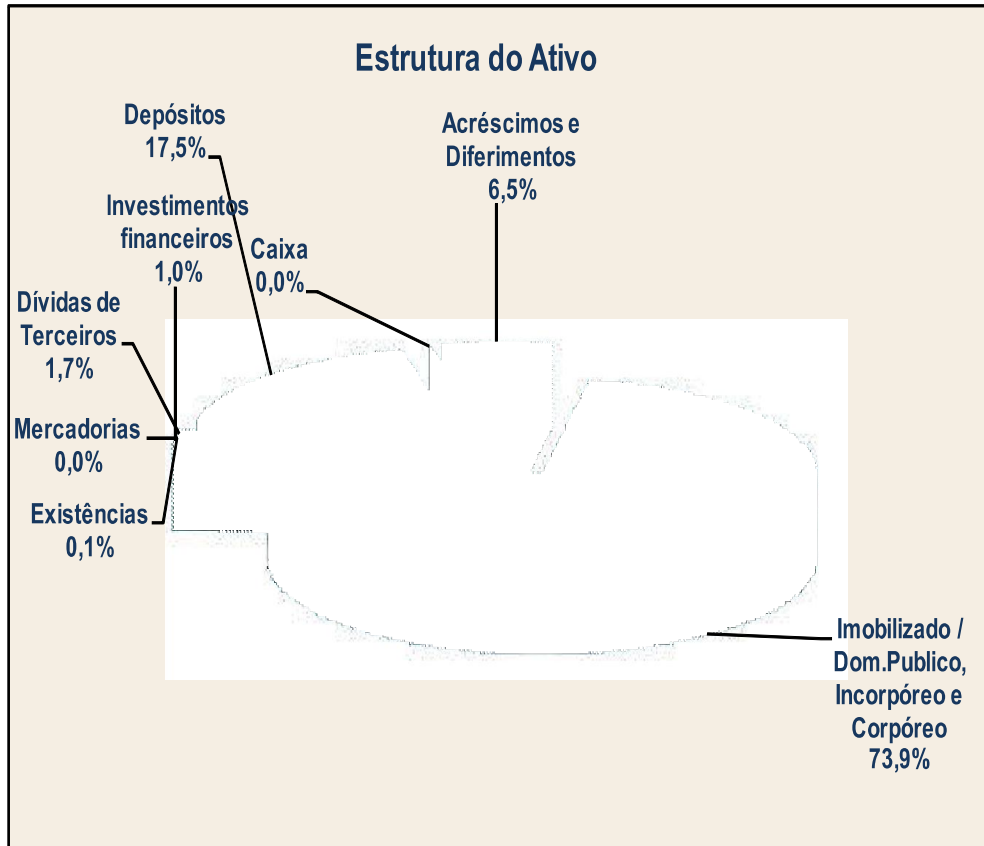 Estrutura do Ativo
Depósitos
17,5%
Acréscimos e
Diferimentos
6,5%
Investimentos
financeiros
1,0%
Caixa
0,0%
Dívidas de
Terceiros
1,7%
Mercadorias
0,0%
Existências
0,1%
Imobilizado /
Dom.Publico,
Incorpóreo e
Corpóreo
73,9%